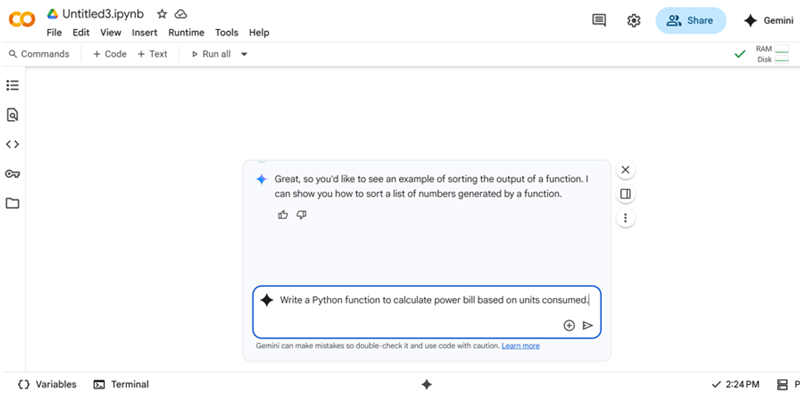 CO Untitled3.ipynb
File Edit View Insert Runtime Tools Help
Share
Gemini
Commands + Code + Text Run all
RAM
Disk
Great, so you'd like to see an example of sorting the output of a function. I
can show you how to sort a list of numbers generated by a function.
Write a Python function to calculate power bill based on units consumed.
Gemini can make mistakes so double-check it and use code with caution. Learn more
Variables Terminal
2:24 PM
P